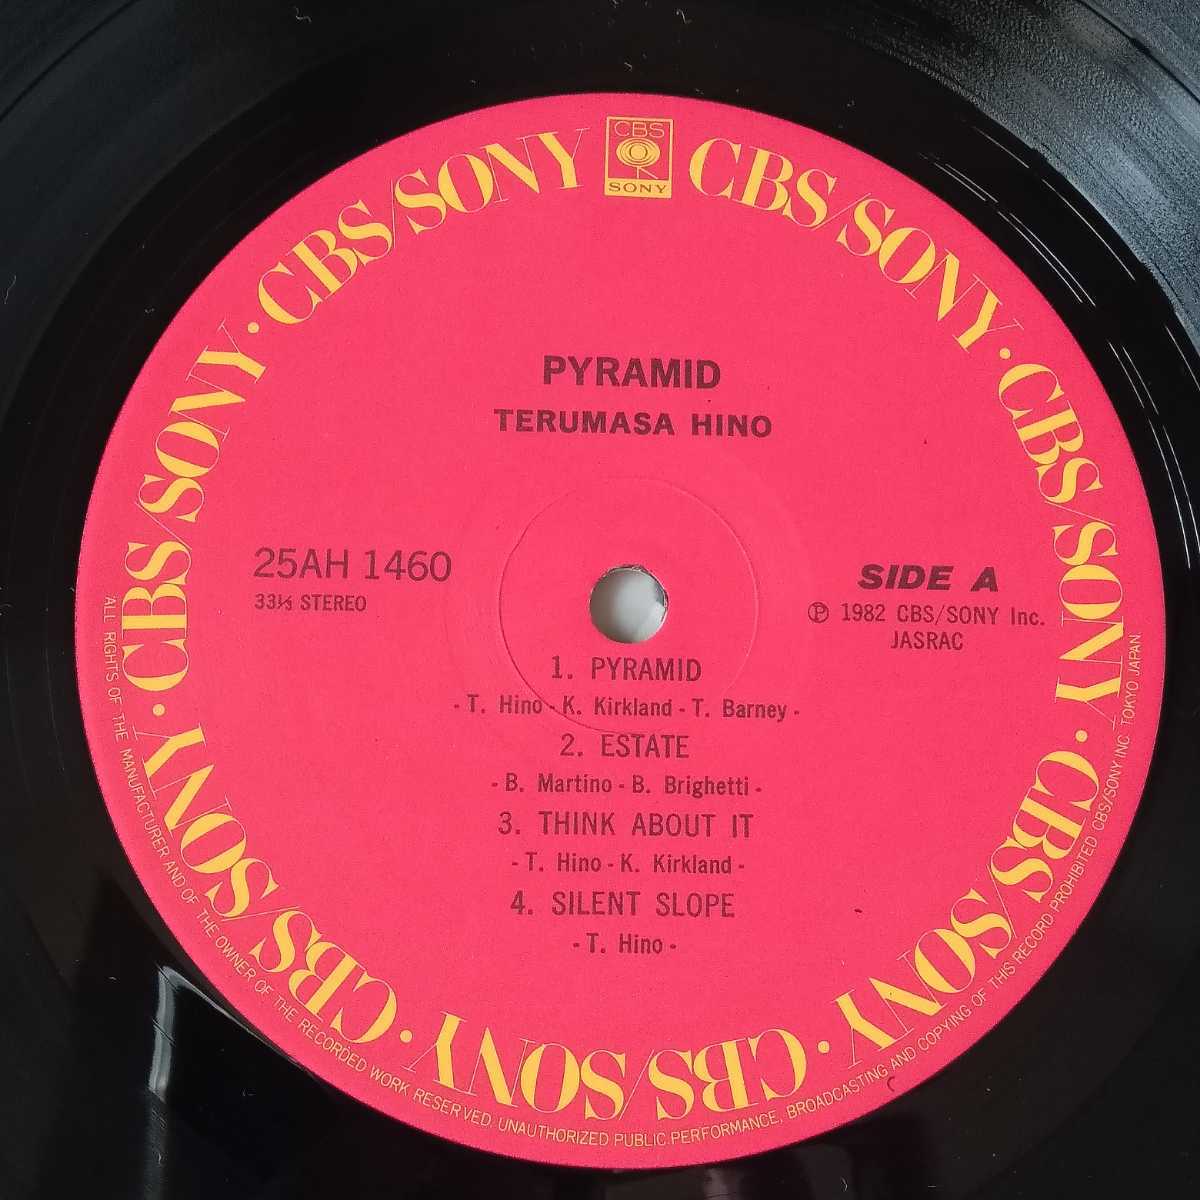 CBS
SONY
CBS/SONY · CBS/SONY · CBS/SONY · CBS/SONY · CBS/SONY · CBS/SONY · CBS/SONY · CBS/SONY
PYRAMID
TERUMASA HINO
25AH 1460
33⅓ STEREO
SIDE A
Ⓟ 1982 CBS/SONY Inc.
JASRAC
1. PYRAMID
- T. Hino - K. Kirkland - T. Barney -
2. ESTATE
- B. Martino - B. Brighetti -
3. THINK ABOUT IT
- T. Hino - K. Kirkland -
4. SILENT SLOPE
- T. Hino -
ALL RIGHTS OF THE MANUFACTURER AND OF THE OWNER OF THE RECORDED WORK RESERVED. UNAUTHORIZED PUBLIC PERFORMANCE, BROADCASTING AND COPYING OF THIS RECORD PROHIBITED CBS/SONY INC. TOKYO JAPAN.